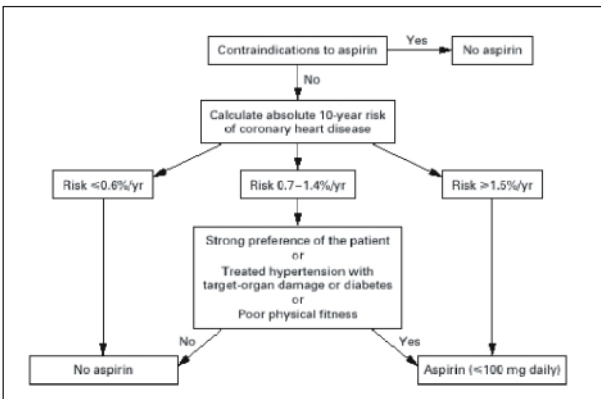 Contraindications to aspirin
Yes
No aspirin
No
Calculate absolute 10-year risk
of coronary heart disease
Risk ≤0.6%/yr
Risk 0.7–1.4%/yr
Risk ≥1.5%/yr
Strong preference of the patient
or
Treated hypertension with
target-organ damage or diabetes
or
Poor physical fitness
No
Yes
No aspirin
Aspirin (≤100 mg daily)